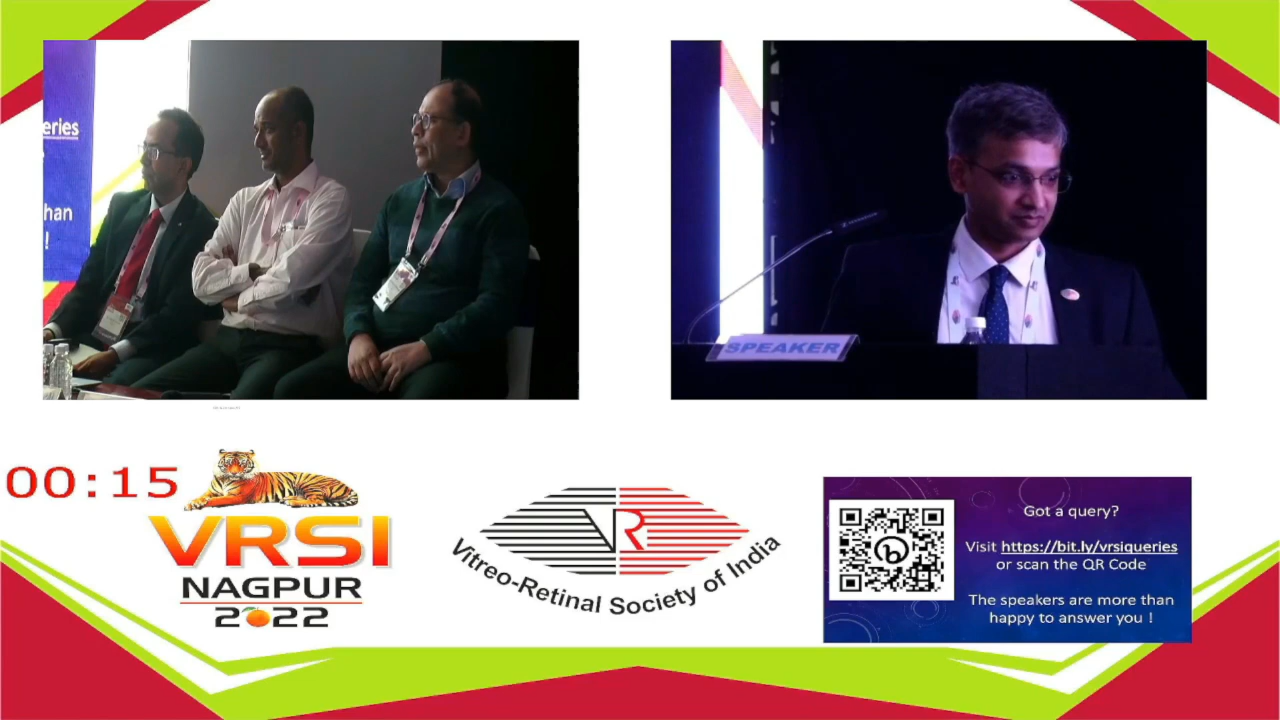 eries
han
!
SPEAKER
00:15
VRSI
NAGPUR
2022
VR
Vitreo-Retinal Society of India
Got a query?
Visit https://bit.ly/vrsiqueries
or scan the QR Code
The speakers are more than
happy to answer you !